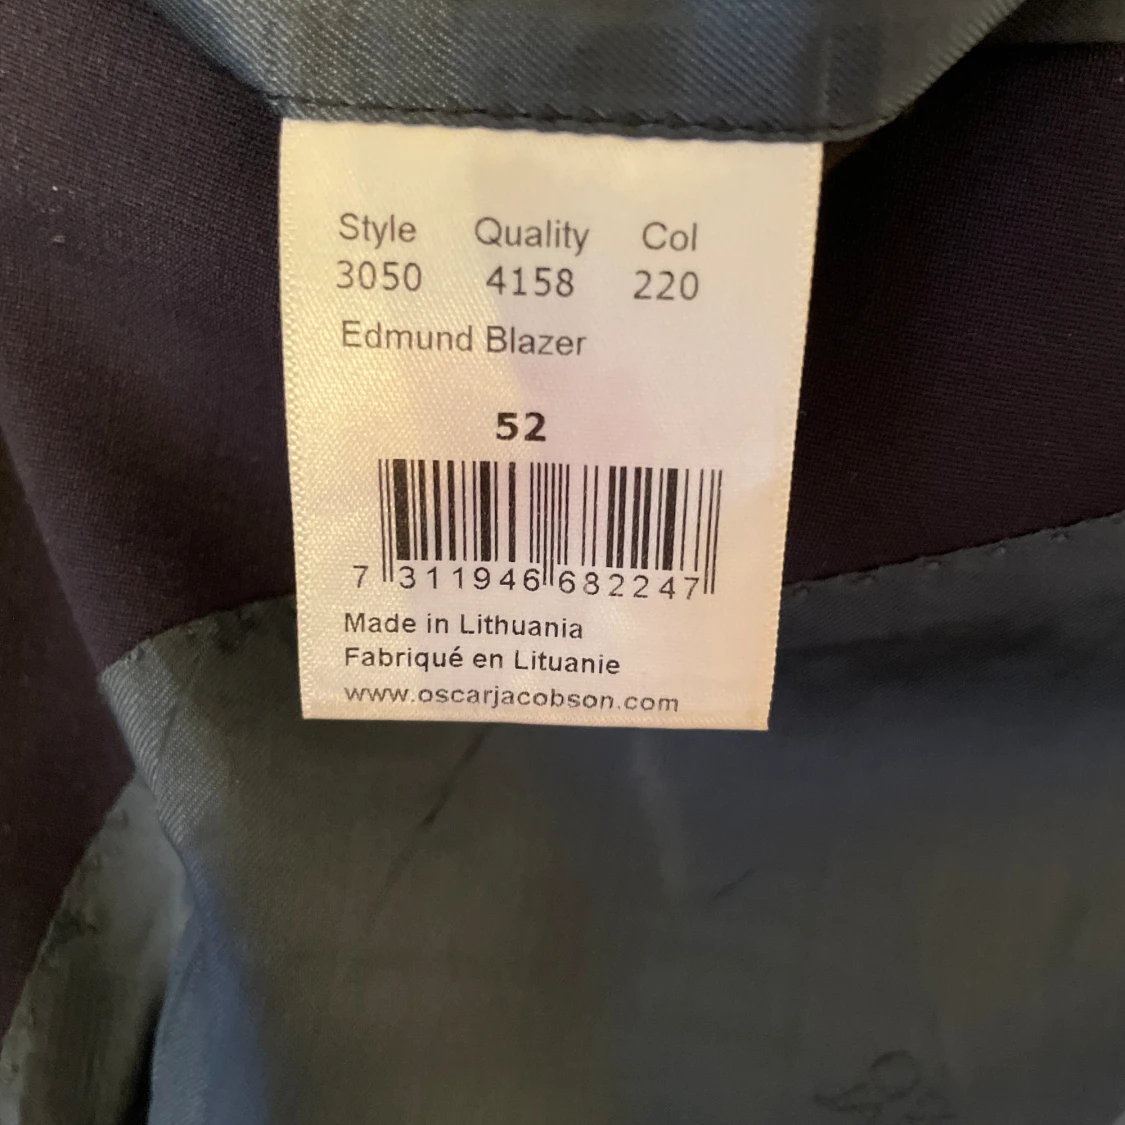 Style Quality Col
3050 4158 220
Edmund Blazer
52
7 311946 682247
Made in Lithuania
Fabriqué en Lituanie
www.oscarjacobson.com